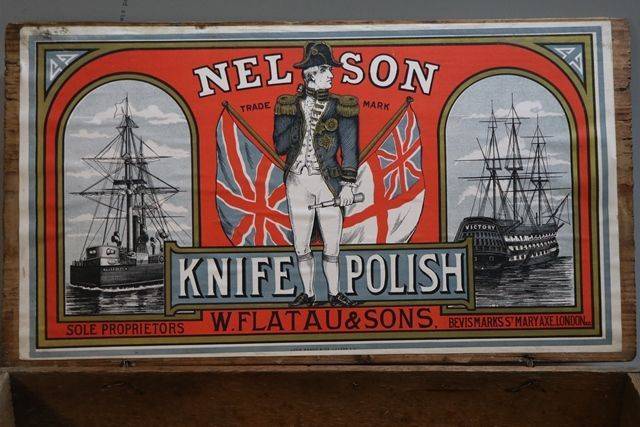 NELSON
TRADE MARK
VICTORY
KNIFE POLISH
W. FLATAU & SONS.
SOLE PROPRIETORS
BEVIS MARKS ST MARY AXE, LONDON